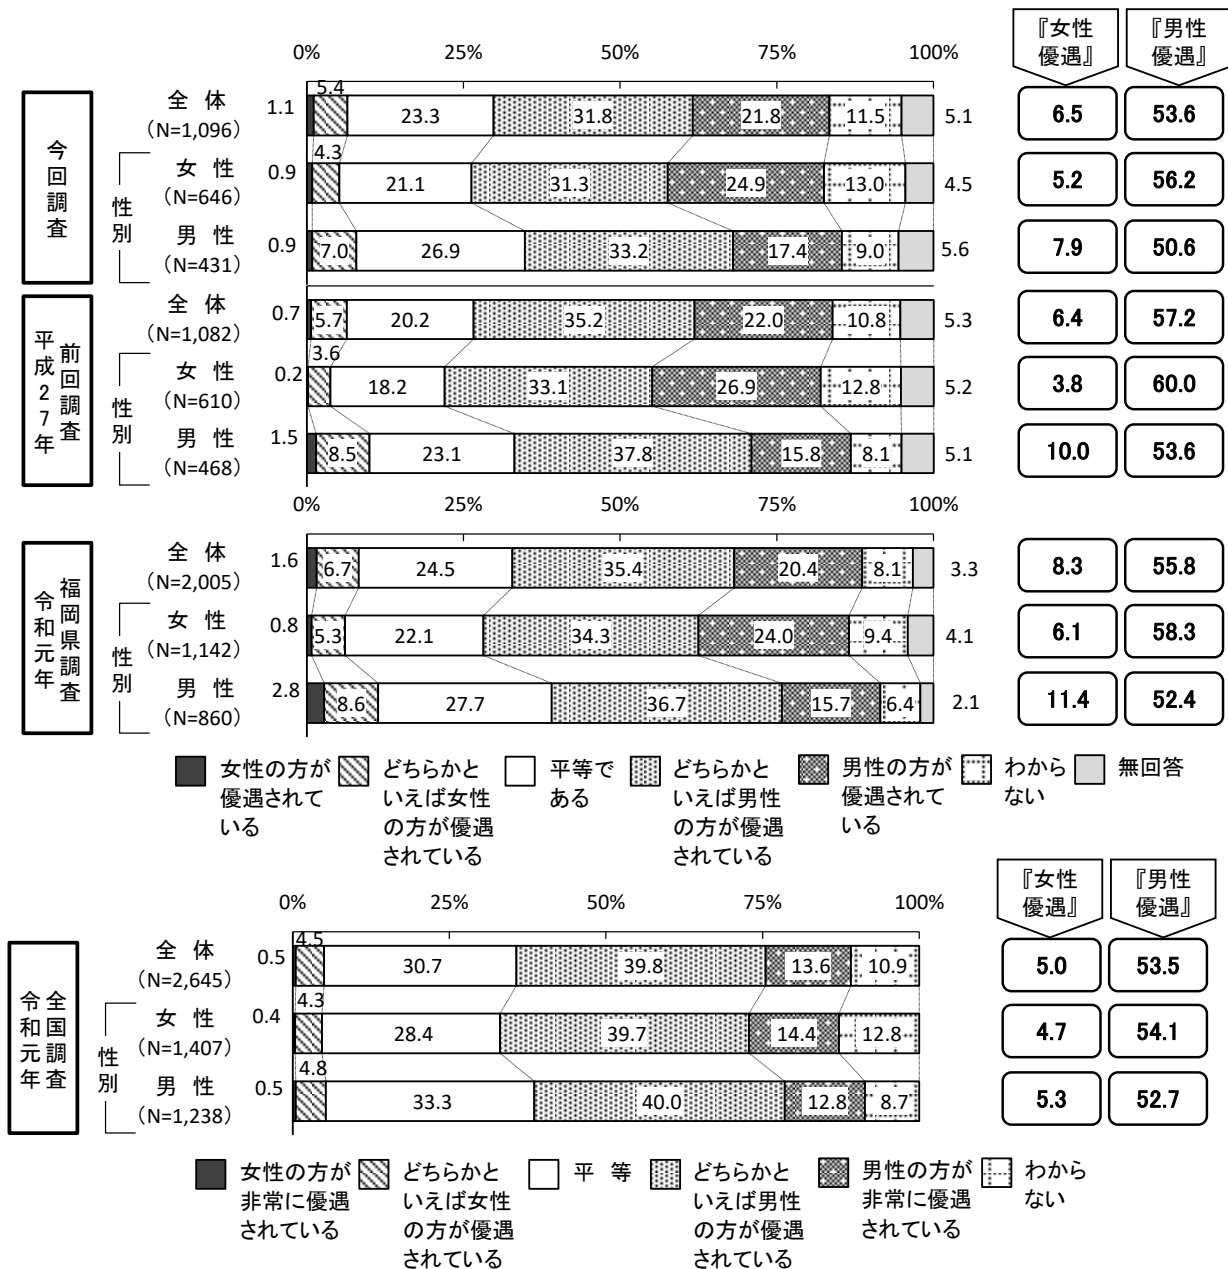 『女性
優遇』
『男性
優遇』
0%
25%
50%
75%
100%
今回調査
性別
全 体
(N=1,096)
1.1
5.4
23.3
31.8
21.8
11.5
5.1
6.5
53.6
女 性
(N=646)
0.9
4.3
21.1
31.3
24.9
13.0
4.5
5.2
56.2
男 性
(N=431)
0.9
7.0
26.9
33.2
17.4
9.0
5.6
7.9
50.6
前回調査
平成27年
性別
全 体
(N=1,082)
0.7
5.7
20.2
35.2
22.0
10.8
5.3
6.4
57.2
女 性
(N=610)
0.2
3.6
18.2
33.1
26.9
12.8
5.2
3.8
60.0
男 性
(N=468)
1.5
8.5
23.1
37.8
15.8
8.1
5.1
10.0
53.6
0%
25%
50%
75%
100%
福岡県調査
令和元年
性別
全 体
(N=2,005)
1.6
6.7
24.5
35.4
20.4
8.1
3.3
8.3
55.8
女 性
(N=1,142)
0.8
5.3
22.1
34.3
24.0
9.4
4.1
6.1
58.3
男 性
(N=860)
2.8
8.6
27.7
36.7
15.7
6.4
2.1
11.4
52.4
女性の方が
優遇されて
いる
どちらかと
いえば女性
の方が優遇
されている
平等で
ある
どちらかと
いえば男性
の方が優遇
されている
男性の方が
優遇されて
いる
わから
ない
無回答
『女性
優遇』
『男性
優遇』
0%
25%
50%
75%
100%
全国調査
令和元年
性別
全 体
(N=2,645)
0.5
4.5
30.7
39.8
13.6
10.9
5.0
53.5
女 性
(N=1,407)
0.4
4.3
28.4
39.7
14.4
12.8
4.7
54.1
男 性
(N=1,238)
0.5
4.8
33.3
40.0
12.8
8.7
5.3
52.7
女性の方が
非常に優遇
されている
どちらかと
いえば女性
の方が優遇
されている
平 等
どちらかと
いえば男性
の方が優遇
されている
男性の方が
非常に優遇
されている
わから
ない